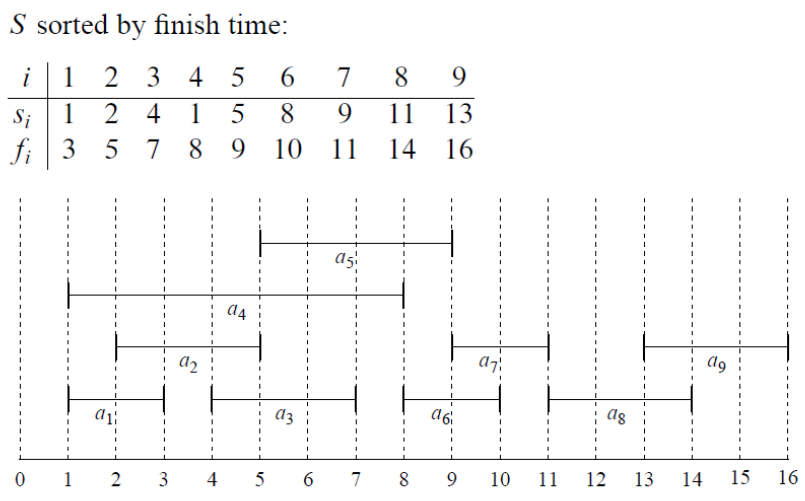 S sorted by finish time:
i 1 2 3 4 5 6 7 8 9
sᵢ 1 2 4 1 5 8 9 11 13
fᵢ 3 5 7 8 9 10 11 14 16
a₅
a₄
a₂ a₇ a₉
a₁ a₃ a₆ a₈
0 1 2 3 4 5 6 7 8 9 10 11 12 13 14 15 16